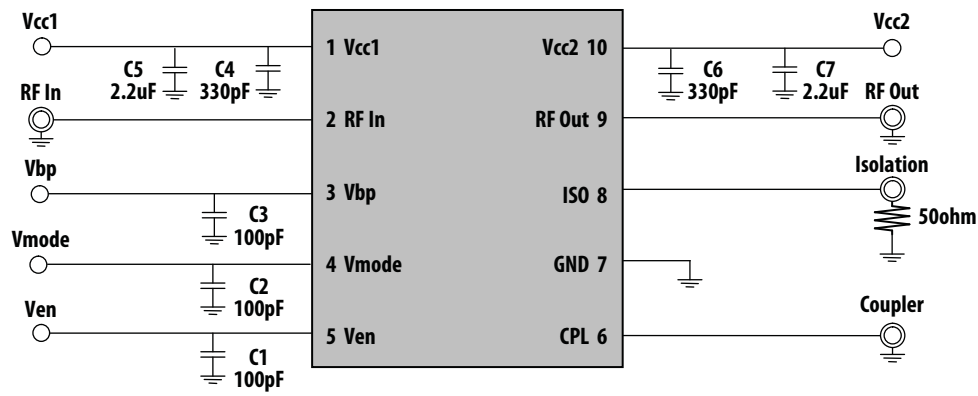 Vcc1
Vcc2
1 Vcc1
Vcc2 10
C5
2.2uF
C4
330pF
C6
330pF
C7
2.2uF
RF In
RF Out
2 RF In
RF Out 9
Vbp
Isolation
3 Vbp
ISO 8
50ohm
C3
100pF
Vmode
4 Vmode
GND 7
C2
100pF
Ven
Coupler
5 Ven
CPL 6
C1
100pF